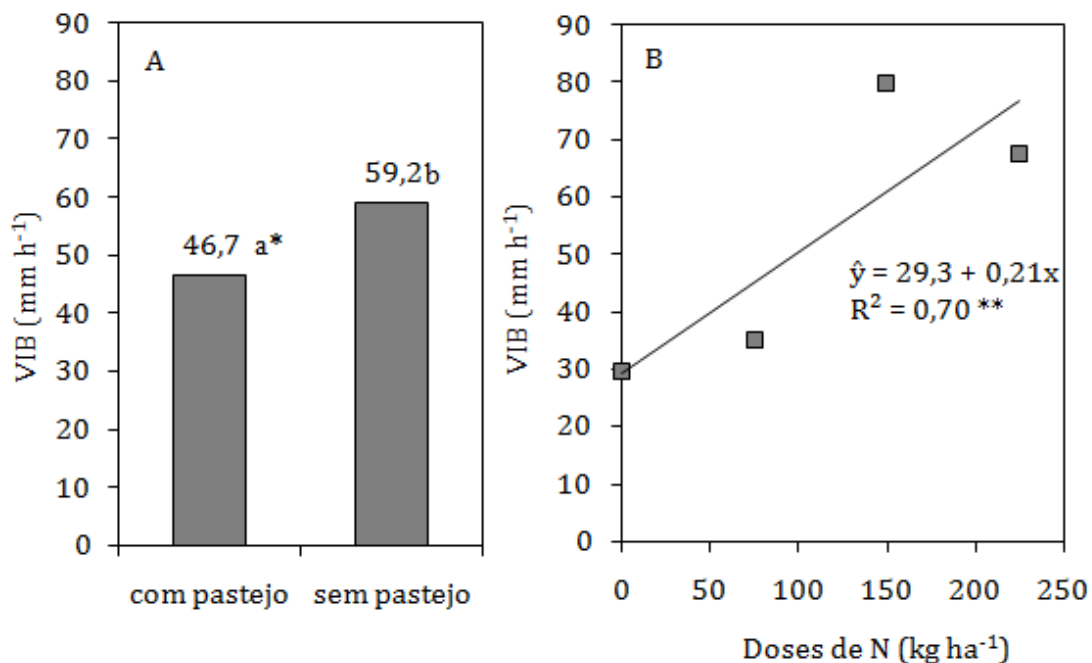 A
VIB (mm h⁻¹)
90
80
70
60
50
40
30
20
10
0
46,7 a*
59,2b
com pastejo
sem pastejo
B
VIB (mm h⁻¹)
90
80
70
60
50
40
30
20
10
0
ŷ = 29,3 + 0,21x
R² = 0,70 **
0 50 100 150 200 250
Doses de N (kg ha⁻¹)